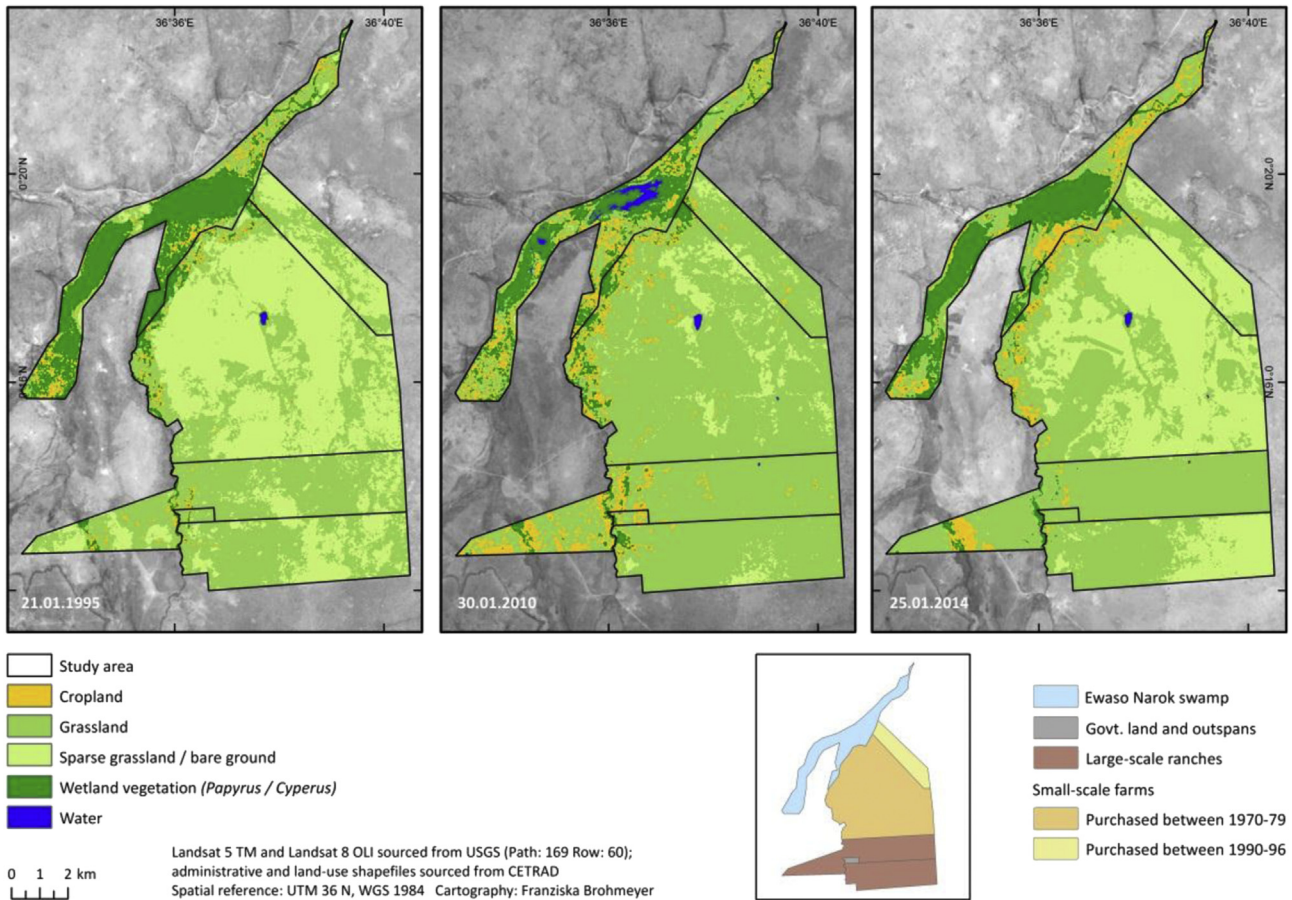 36°36'E 36°40'E 36°36'E 36°40'E 36°36'E 36°40'E
0°20'N 0°20'N
0°16'N 0°16'N
21.01.1995 30.01.2010 25.01.2014
Study area
Cropland
Grassland
Sparse grassland / bare ground
Wetland vegetation (Papyrus / Cyperus)
Water
0 1 2 km
Landsat 5 TM and Landsat 8 OLI sourced from USGS (Path: 169 Row: 60);
administrative and land-use shapefiles sourced from CETRAD
Spatial reference: UTM 36 N, WGS 1984 Cartography: Franziska Brohmeyer
Ewaso Narok swamp
Govt. land and outspans
Large-scale ranches
Small-scale farms
Purchased between 1970-79
Purchased between 1990-96